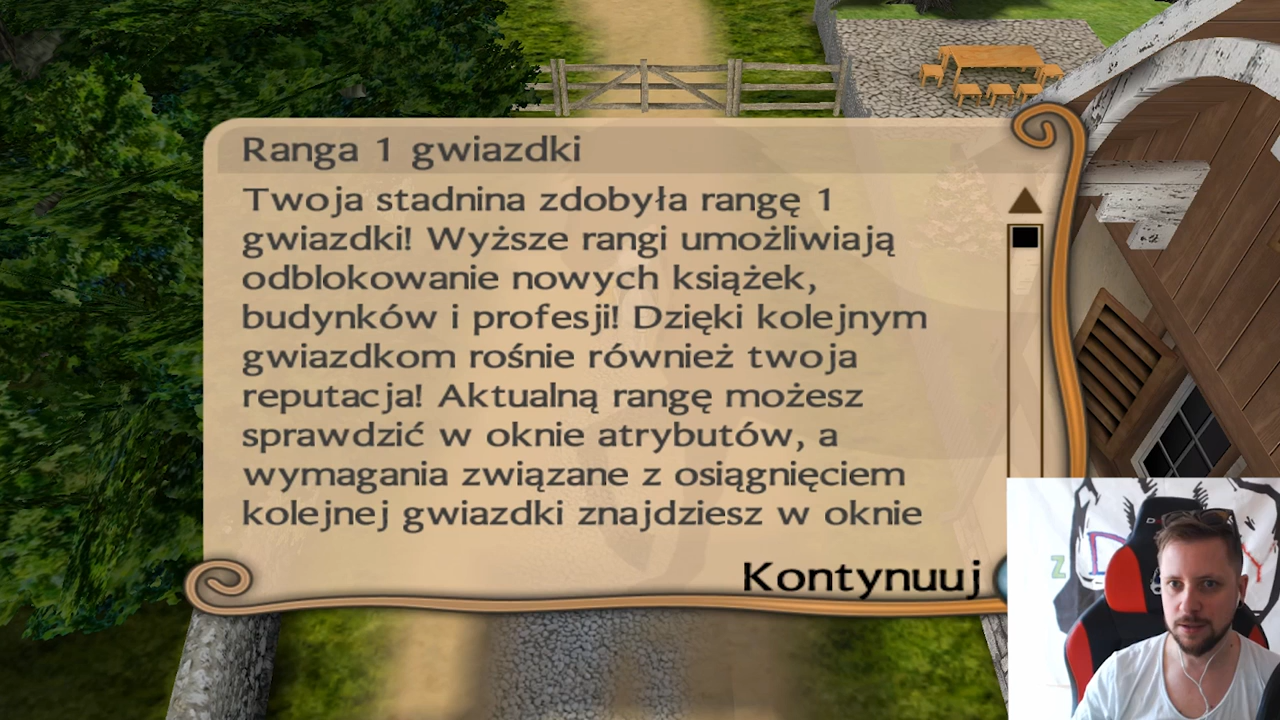 Ranga 1 gwiazdki
Twoja stadnina zdobyła rangę 1
gwiazdki! Wyższe rangi umożliwiają
odblokowanie nowych książek,
budynków i profesji! Dzięki kolejnym
gwiazdkom rośnie również twoja
reputacja! Aktualną rangę możesz
sprawdzić w oknie atrybutów, a
wymagania związane z osiągnięciem
kolejnej gwiazdki znajdziesz w oknie
Kontynuuj